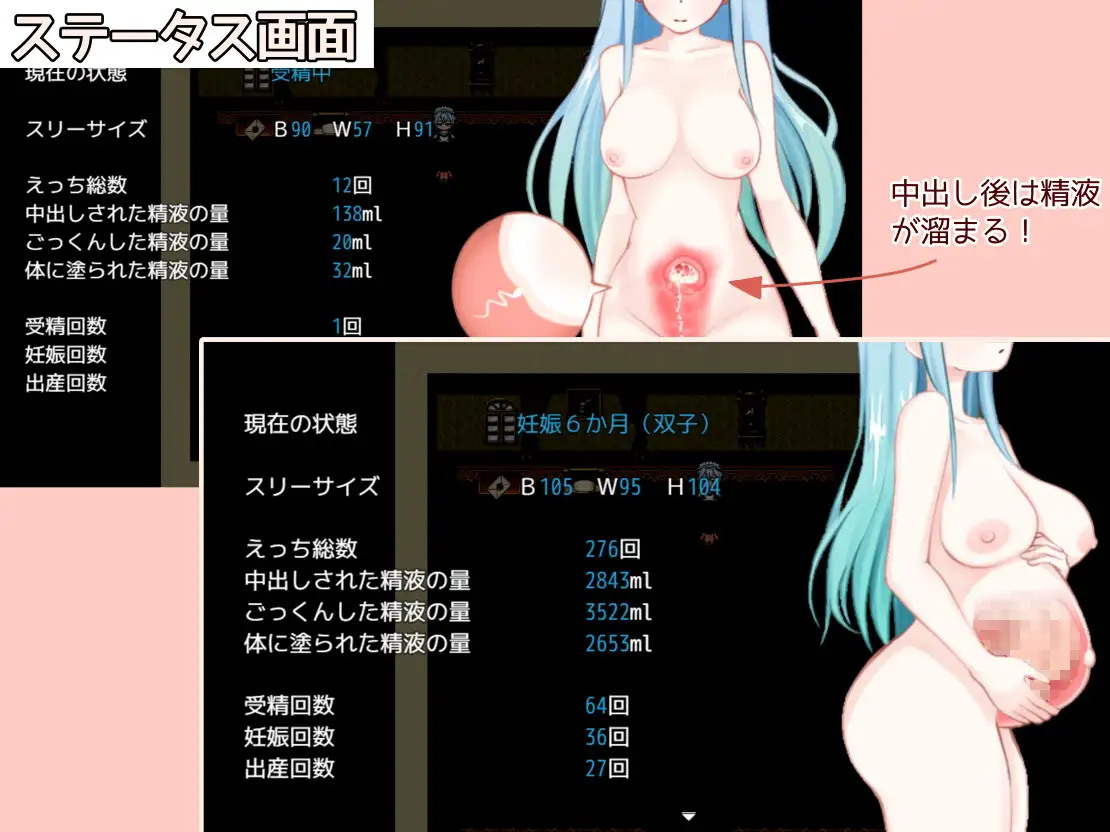 ステータス画面
現在の状態 受精中
スリーサイズ B90 W57 H91
えっち総数 12回
中出しされた精液の量 138ml
ごっくんした精液の量 20ml
体に塗られた精液の量 32ml
受精回数 1回
妊娠回数
出産回数
中出し後は精液
が溜まる！
現在の状態 妊娠６か月（双子）
スリーサイズ B105 W95 H104
えっち総数 276回
中出しされた精液の量 2843ml
ごっくんした精液の量 3522ml
体に塗られた精液の量 2653ml
受精回数 64回
妊娠回数 36回
出産回数 27回